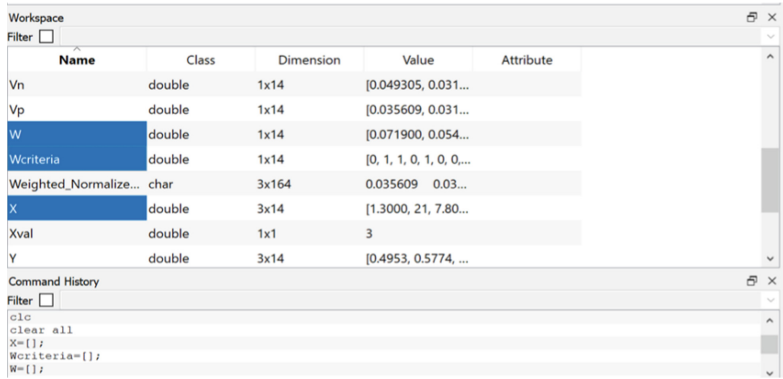 Workspace
Filter
Name Class Dimension Value Attribute
Vn double 1x14 [0.049305, 0.031...
Vp double 1x14 [0.035609, 0.031...
W double 1x14 [0.071900, 0.054...
Wcriteria double 1x14 [0, 1, 1, 0, 1, 0, 0,...
Weighted_Normalize... char 3x164 0.035609 0.03...
X double 3x14 [1.3000, 21, 7.80...
Xval double 1x1 3
Y double 3x14 [0.4953, 0.5774, ...
Command History
Filter
clc
clear all
X=[];
Wcriteria=[];
W=[];